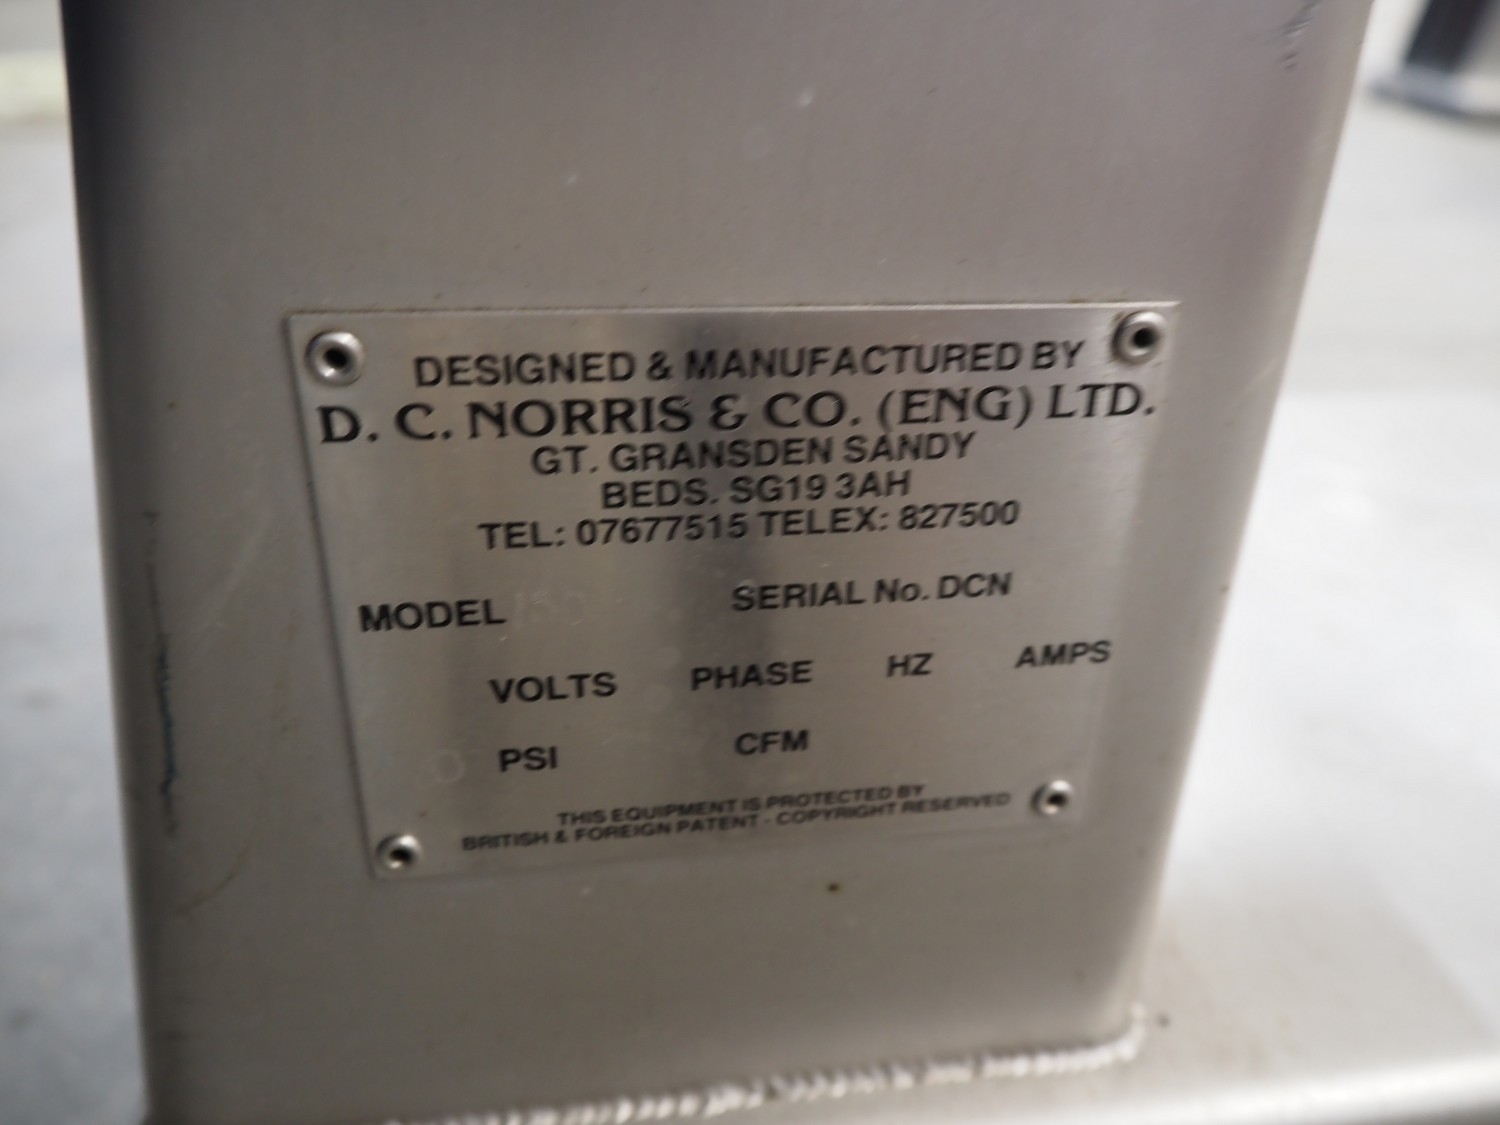 DESIGNED & MANUFACTURED BY
D. C. NORRIS & CO. (ENG) LTD.
GT. GRANSDEN SANDY
BEDS. SG19 3AH
TEL: 07677515 TELEX: 827500
MODEL SERIAL No. DCN
VOLTS PHASE HZ AMPS
PSI CFM
THIS EQUIPMENT IS PROTECTED BY
BRITISH & FOREIGN PATENT - COPYRIGHT RESERVED